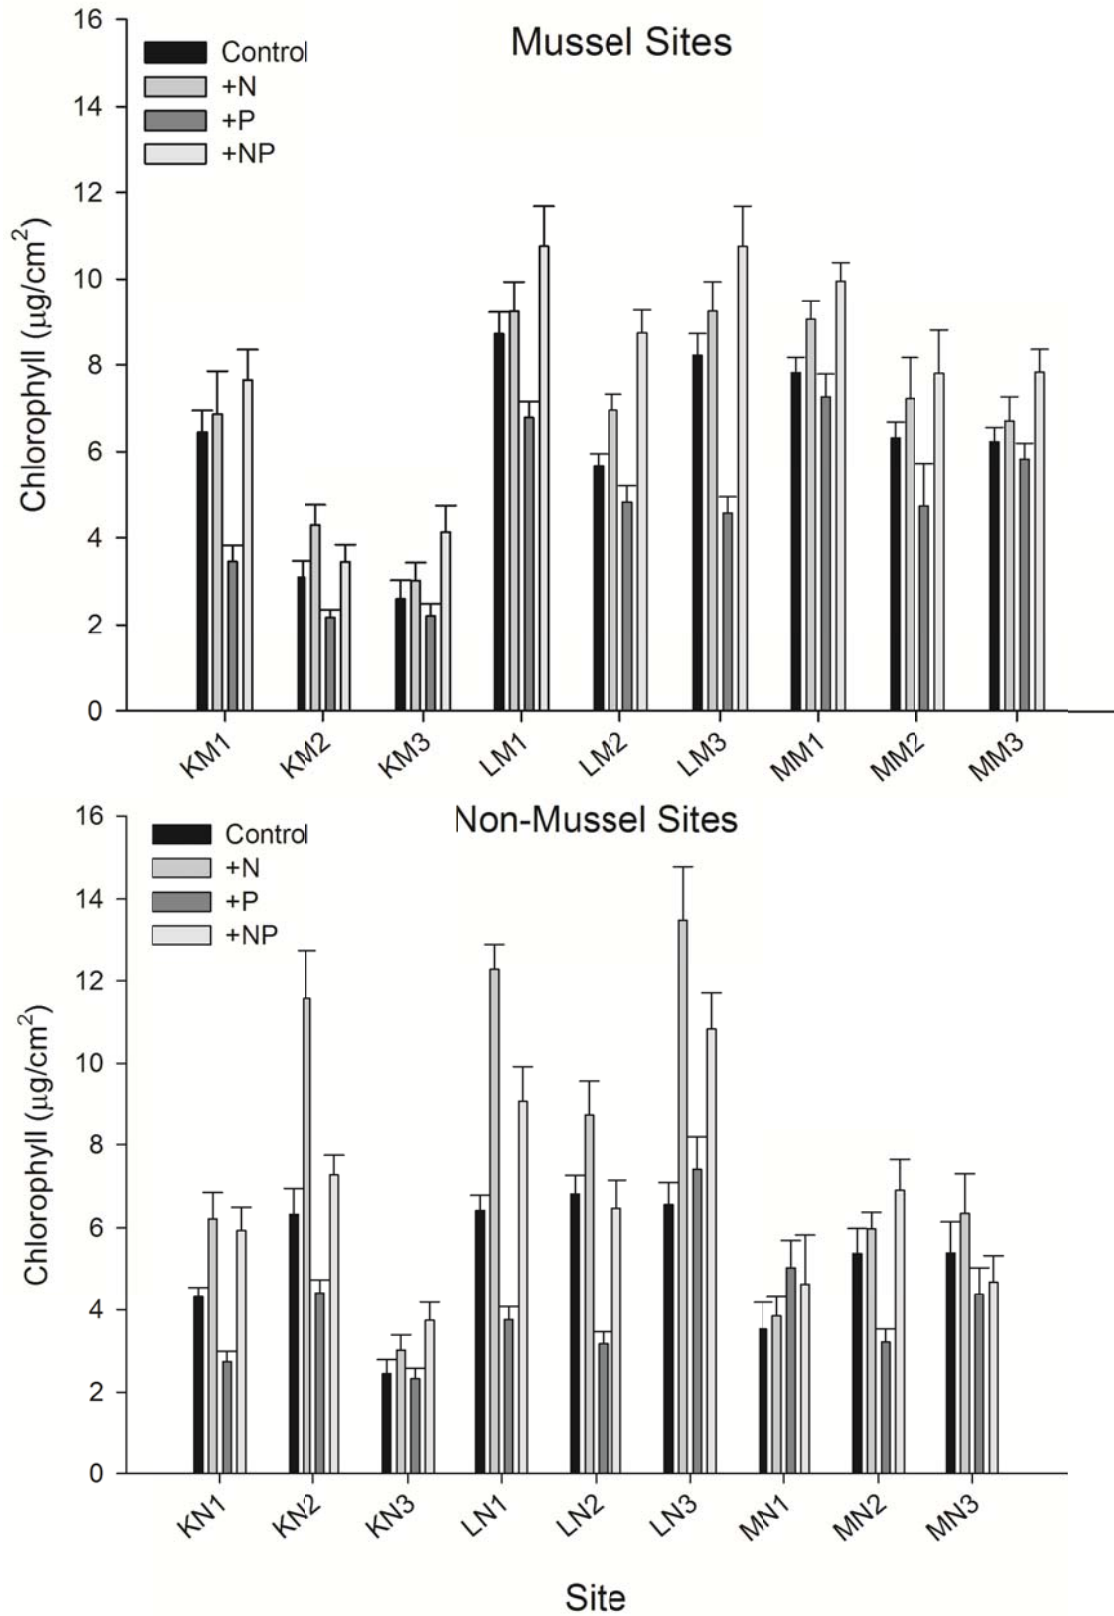 Mussel Sites
Control
+N
+P
+NP
Chlorophyll (µg/cm²)
16
14
12
10
8
6
4
2
0
KM1 KM2 KM3 LM1 LM2 LM3 MM1 MM2 MM3
Non-Mussel Sites
Control
+N
+P
+NP
Chlorophyll (µg/cm²)
16
14
12
10
8
6
4
2
0
KN1 KN2 KN3 LN1 LN2 LN3 MN1 MN2 MN3
Site